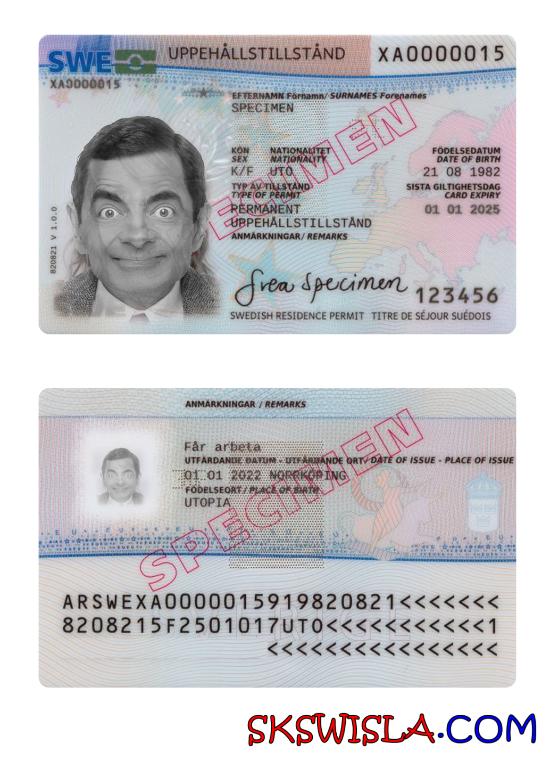 SWE UPPEHÅLLSTILLSTÅND XA0000015
XA0000015
EFTERNAMN Förnamn/ SURNAMES Forenames
SPECIMEN
KÖN NATIONALITET FÖDELSEDATUM
SEX NATIONALITY DATE OF BIRTH
K/F UTO 21 08 1982
TYP AV TILLSTÅND SISTA GILTIGHETSDAG
TYPE OF PERMIT CARD EXPIRY
PERMANENT 01 01 2025
UPPEHÅLLSTILLSTÅND
ANMÄRKNINGAR/ REMARKS
820821 V 1.0.0
SPECIMEN
Svea Specimen 123456
SWEDISH RESIDENCE PERMIT TITRE DE SÉJOUR SUÉDOIS
ANMÄRKNINGAR / REMARKS
Får arbeta
UTFÄRDANDE DATUM - UTFÄRDANDE ORT/ DATE OF ISSUE - PLACE OF ISSUE
01 01 2022 NORRKÖPING
FÖDELSEORT / PLACE OF BIRTH
UTOPIA
SPECIMEN
ARSWEXA0000015919820821<<<<<<<
8208215F2501017UTO<<<<<<<<<<<1
<<<<<<<<<<<<<<<<
SKSWISLA.COM